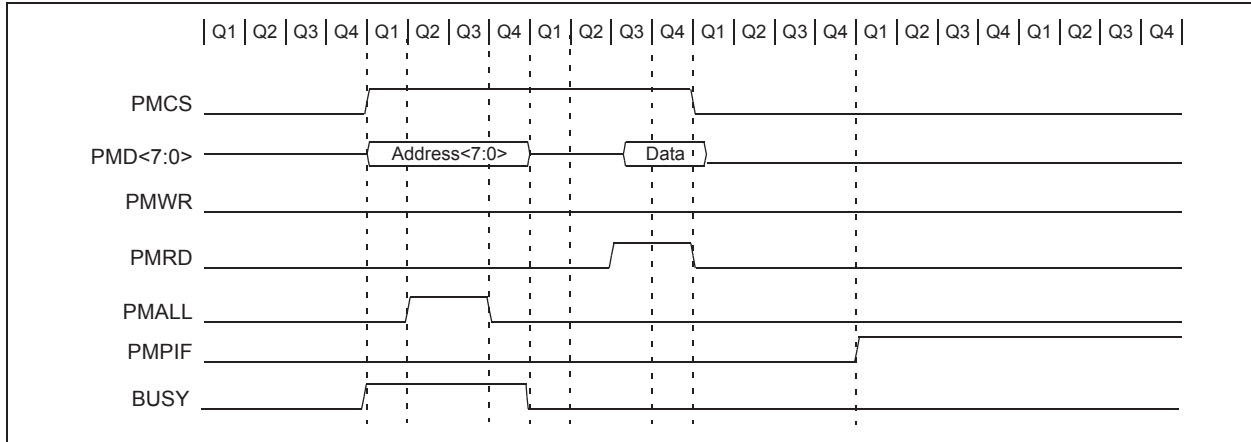 Q1 Q2 Q3 Q4 Q1 Q2 Q3 Q4 Q1 Q2 Q3 Q4 Q1 Q2 Q3 Q4 Q1 Q2 Q3 Q4 Q1 Q2 Q3 Q4
PMCS
PMD<7:0> Address<7:0> Data
PMWR
PMRD
PMALL
PMPIF
BUSY